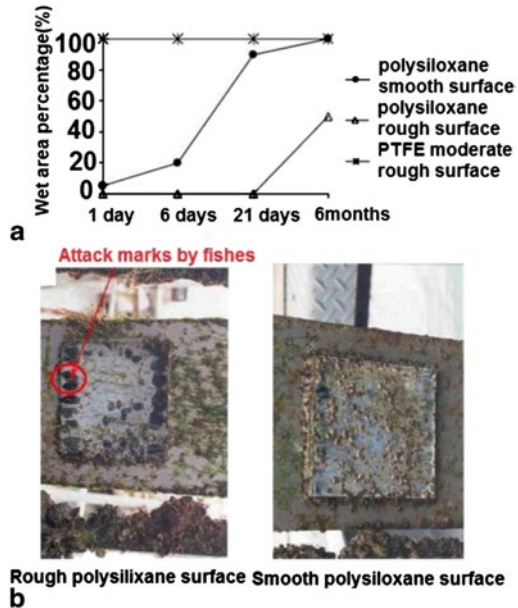 Wet area percentage(%)
100
80
60
40
20
0
1 day 6 days 21 days 6months
polysiloxane
smooth surface
polysiloxane
rough surface
PTFE moderate
rough surface
a
Attack marks by fishes
Rough polysilixane surface Smooth polysiloxane surface
b